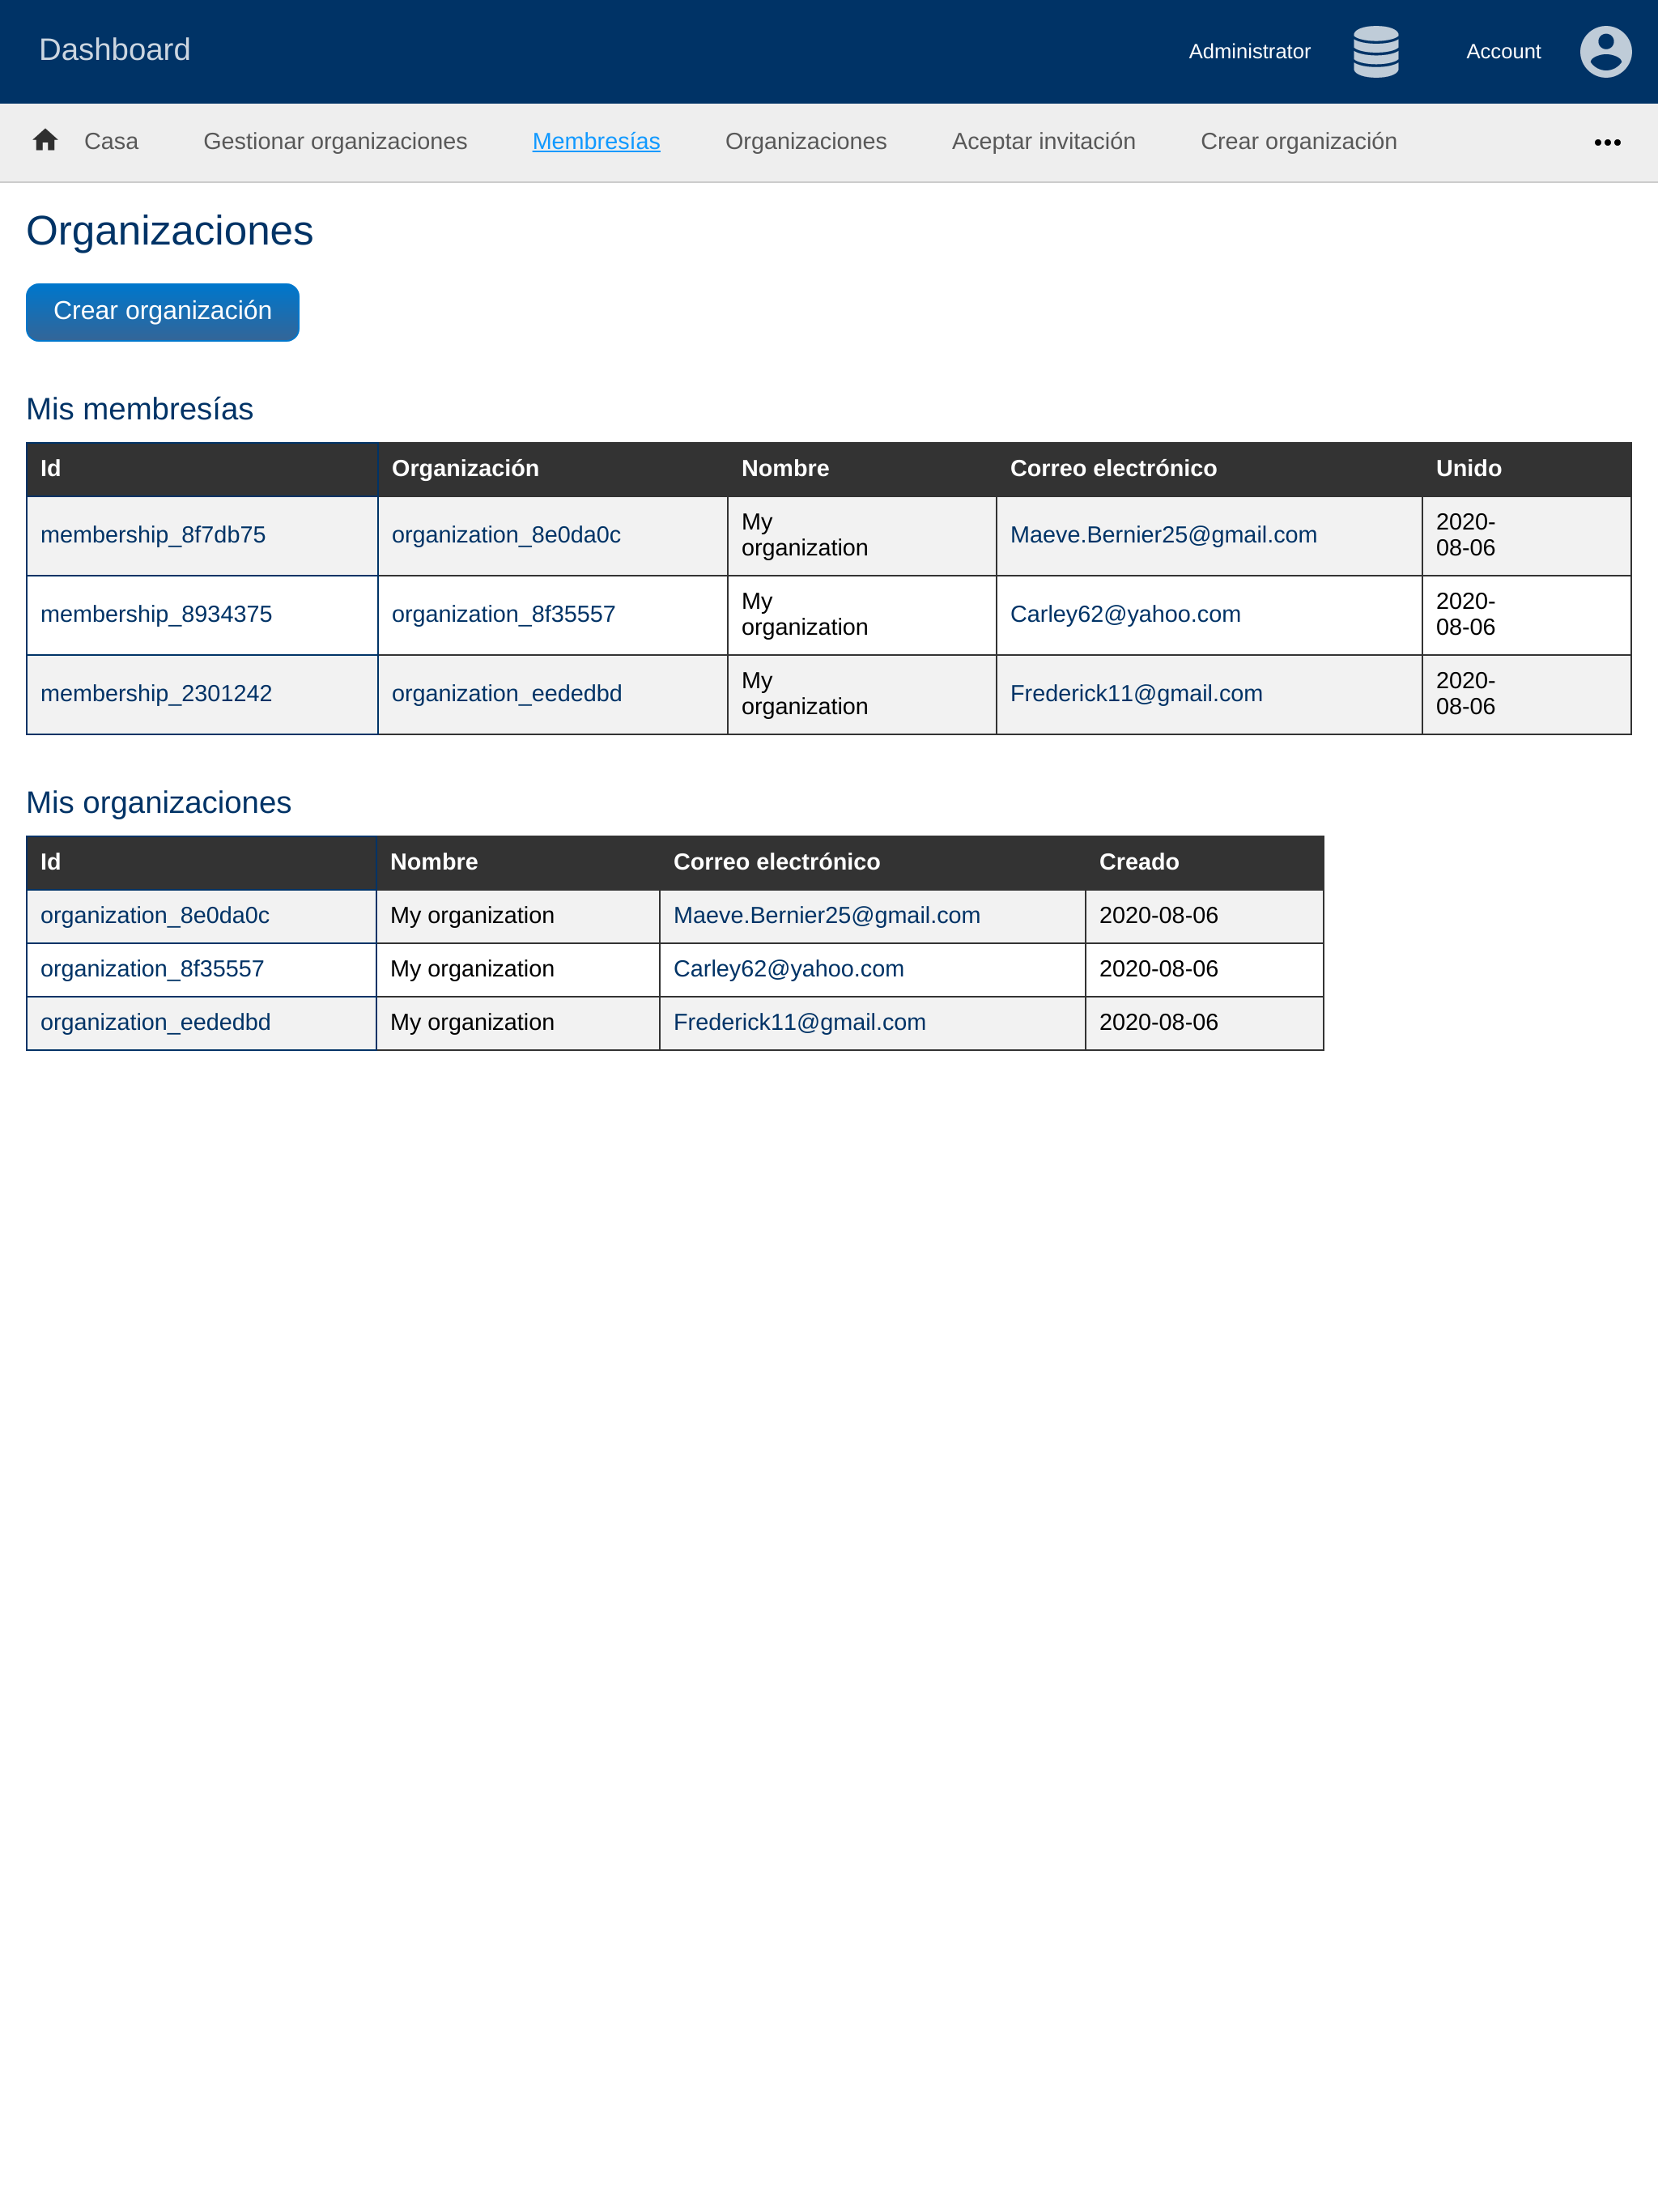 Dashboard Administrator Account
Casa Gestionar organizaciones Membresías Organizaciones Aceptar invitación Crear organización
Organizaciones
Crear organización
Mis membresías
Id Organización Nombre Correo electrónico Unido
membership_8f7db75 organization_8e0da0c My organization Maeve.Bernier25@gmail.com 2020-08-06
membership_8934375 organization_8f35557 My organization Carley62@yahoo.com 2020-08-06
membership_2301242 organization_eededbd My organization Frederick11@gmail.com 2020-08-06
Mis organizaciones
Id Nombre Correo electrónico Creado
organization_8e0da0c My organization Maeve.Bernier25@gmail.com 2020-08-06
organization_8f35557 My organization Carley62@yahoo.com 2020-08-06
organization_eededbd My organization Frederick11@gmail.com 2020-08-06